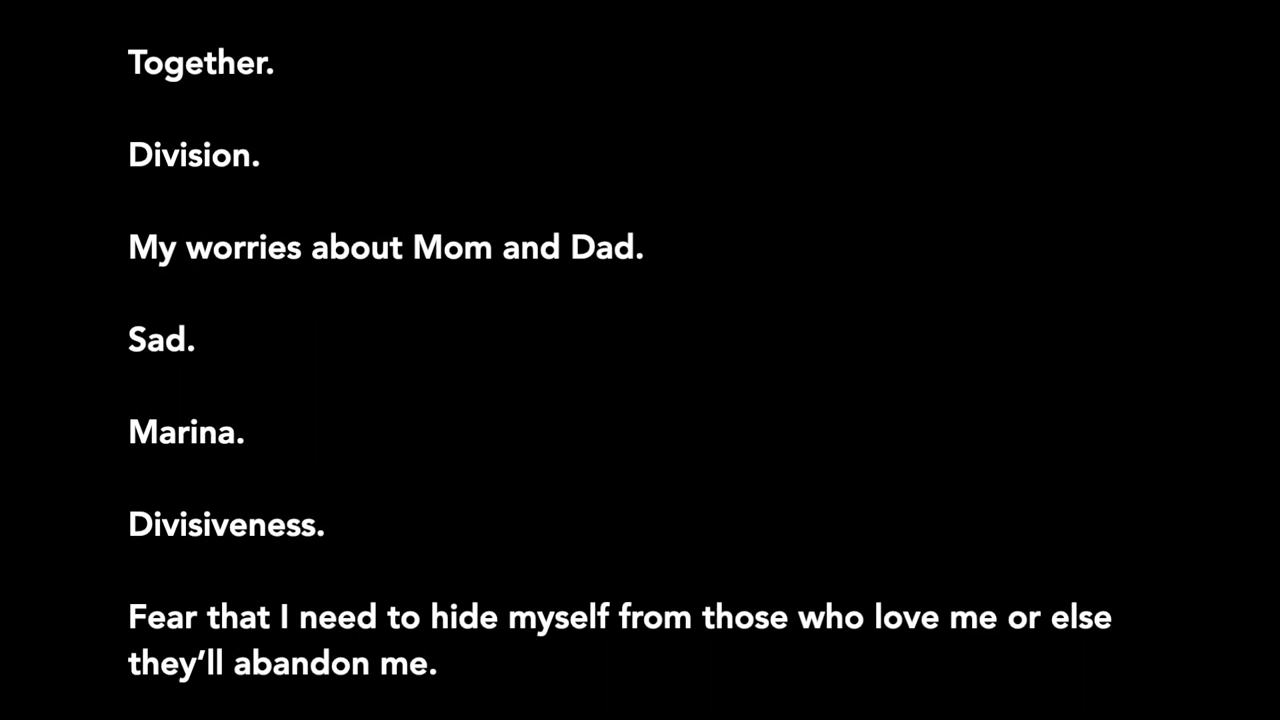 Together.
Division.
My worries about Mom and Dad.
Sad.
Marina.
Divisiveness.
Fear that I need to hide myself from those who love me or else
they’ll abandon me.